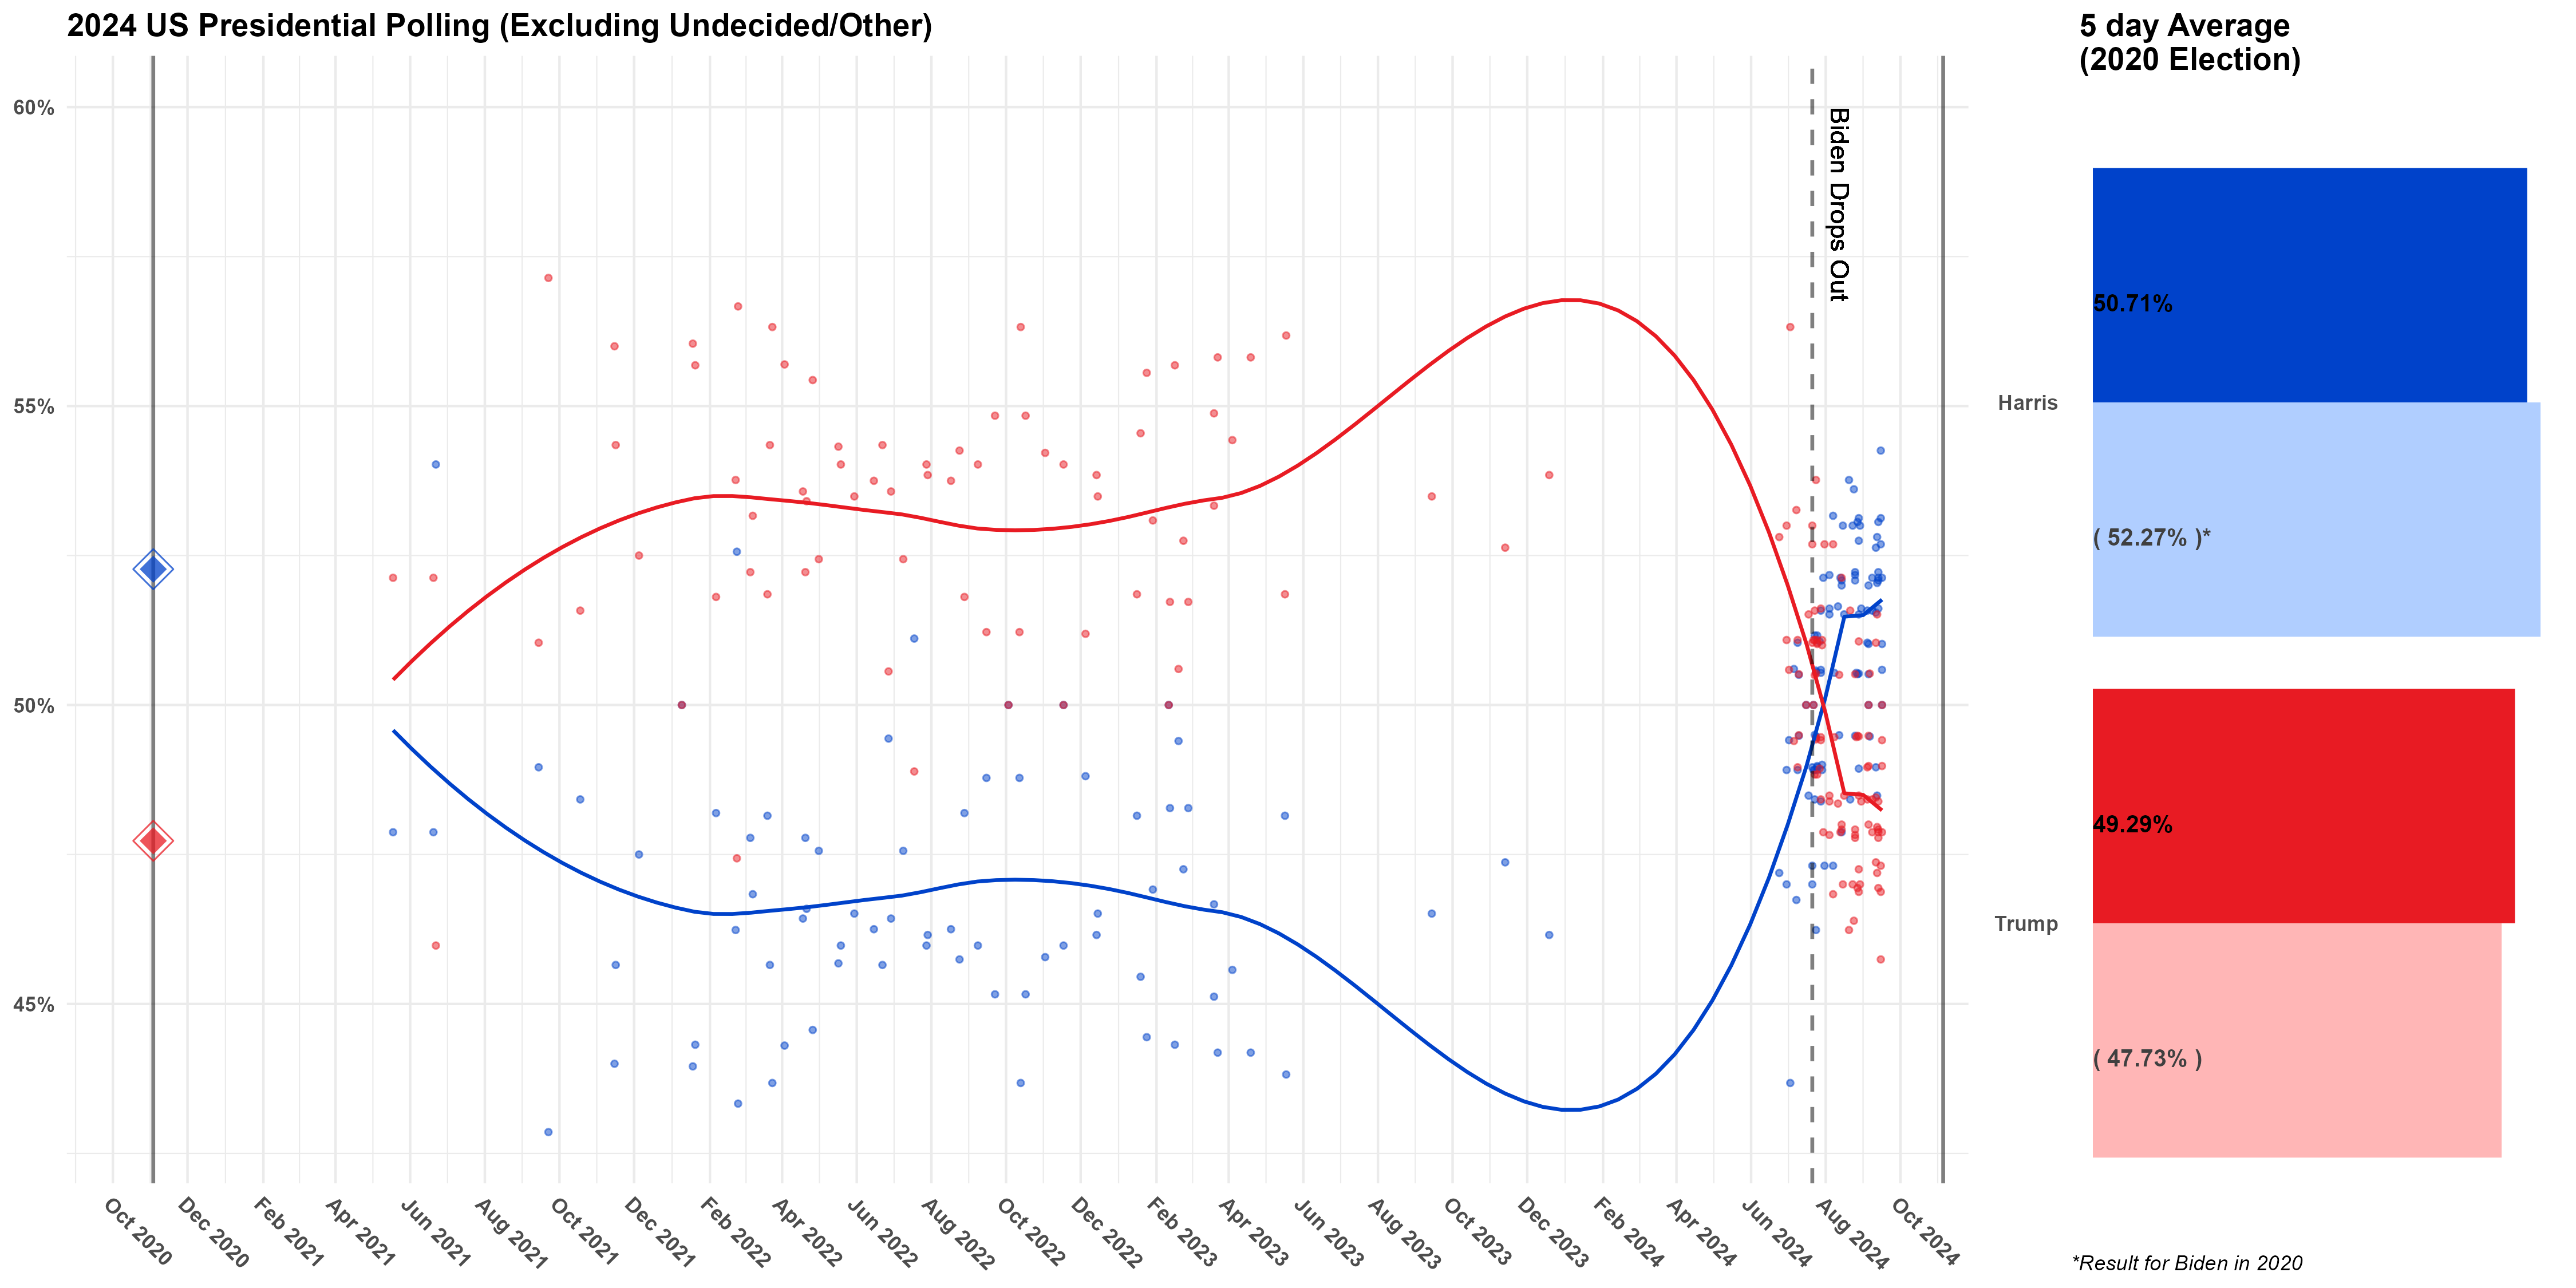 2024 US Presidential Polling (Excluding Undecided/Other)
5 day Average
(2020 Election)
60%
55%
50%
45%
Biden Drops Out
Oct 2020
Dec 2020
Feb 2021
Apr 2021
Jun 2021
Aug 2021
Oct 2021
Dec 2021
Feb 2022
Apr 2022
Jun 2022
Aug 2022
Oct 2022
Dec 2022
Feb 2023
Apr 2023
Jun 2023
Aug 2023
Oct 2023
Dec 2023
Feb 2024
Apr 2024
Jun 2024
Aug 2024
Oct 2024
Harris
50.71%
( 52.27% )*
Trump
49.29%
( 47.73% )
*Result for Biden in 2020